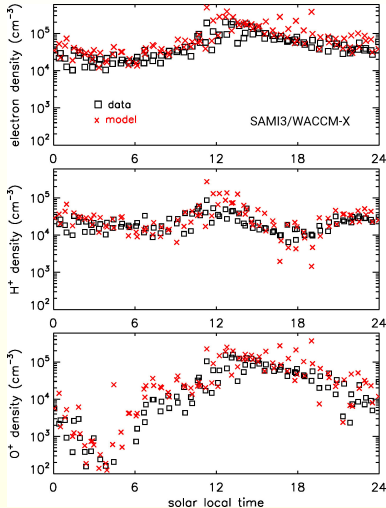 electron density (cm⁻³)
10⁵
10⁴
10³
10²
□ data
× model
SAMI3/WACCM-X
0 6 12 18 24
H⁺ density (cm⁻³)
10⁵
10⁴
10³
10²
0 6 12 18 24
O⁺ density (cm⁻³)
10⁵
10⁴
10³
10²
0 6 12 18 24
solar local time